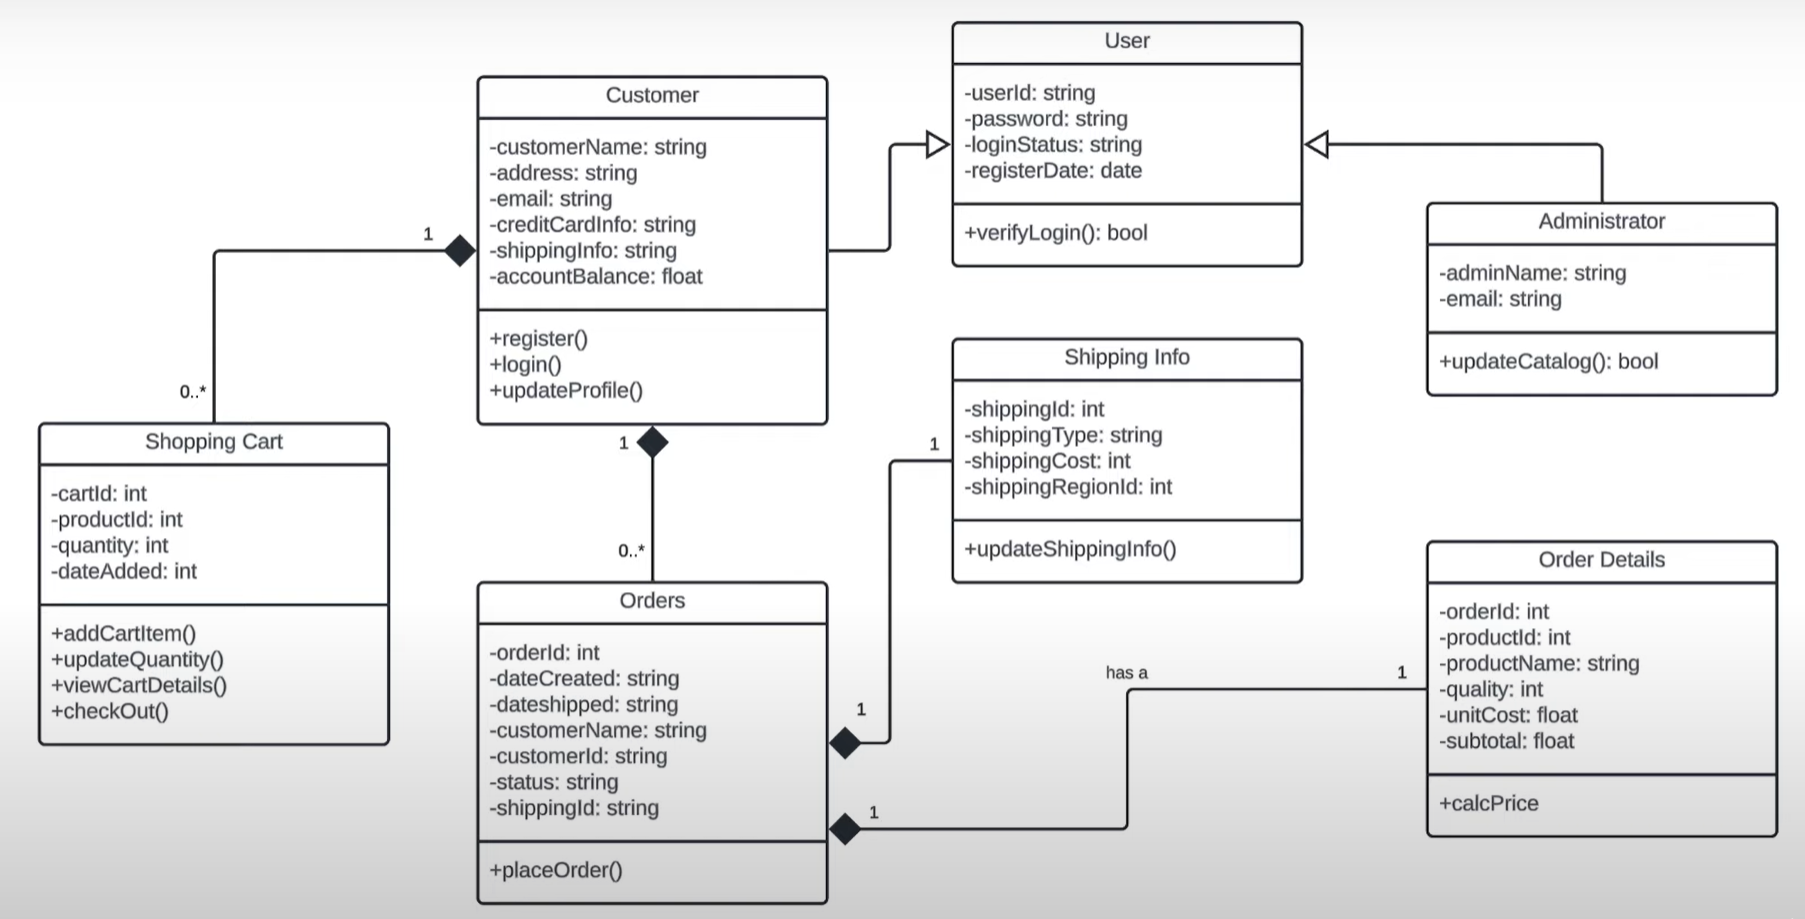 User
-userId: string
-password: string
-loginStatus: string
-registerDate: date
+verifyLogin(): bool
Customer
-customerName: string
-address: string
-email: string
-creditCardInfo: string
-shippingInfo: string
-accountBalance: float
+register()
+login()
+updateProfile()
Administrator
-adminName: string
-email: string
+updateCatalog(): bool
1
0..*
Shopping Cart
-cartId: int
-productId: int
-quantity: int
-dateAdded: int
+addCartItem()
+updateQuantity()
+viewCartDetails()
+checkOut()
1
0..*
Shipping Info
-shippingId: int
-shippingType: string
-shippingCost: int
-shippingRegionId: int
+updateShippingInfo()
1
Orders
-orderId: int
-dateCreated: string
-dateshipped: string
-customerName: string
-customerId: string
-status: string
-shippingId: string
+placeOrder()
1
1
has a
1
Order Details
-orderId: int
-productId: int
-productName: string
-quality: int
-unitCost: float
-subtotal: float
+calcPrice